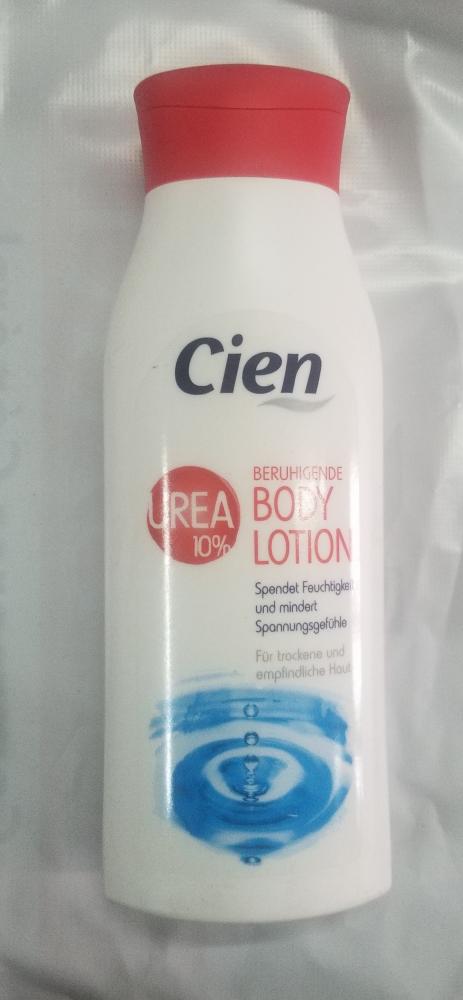 Cien
UREA
10%
BERUHIGENDE
BODY
LOTION
Spendet Feuchtigkeit
und mindert
Spannungsgefühle
Für trockene und
empfindliche Haut